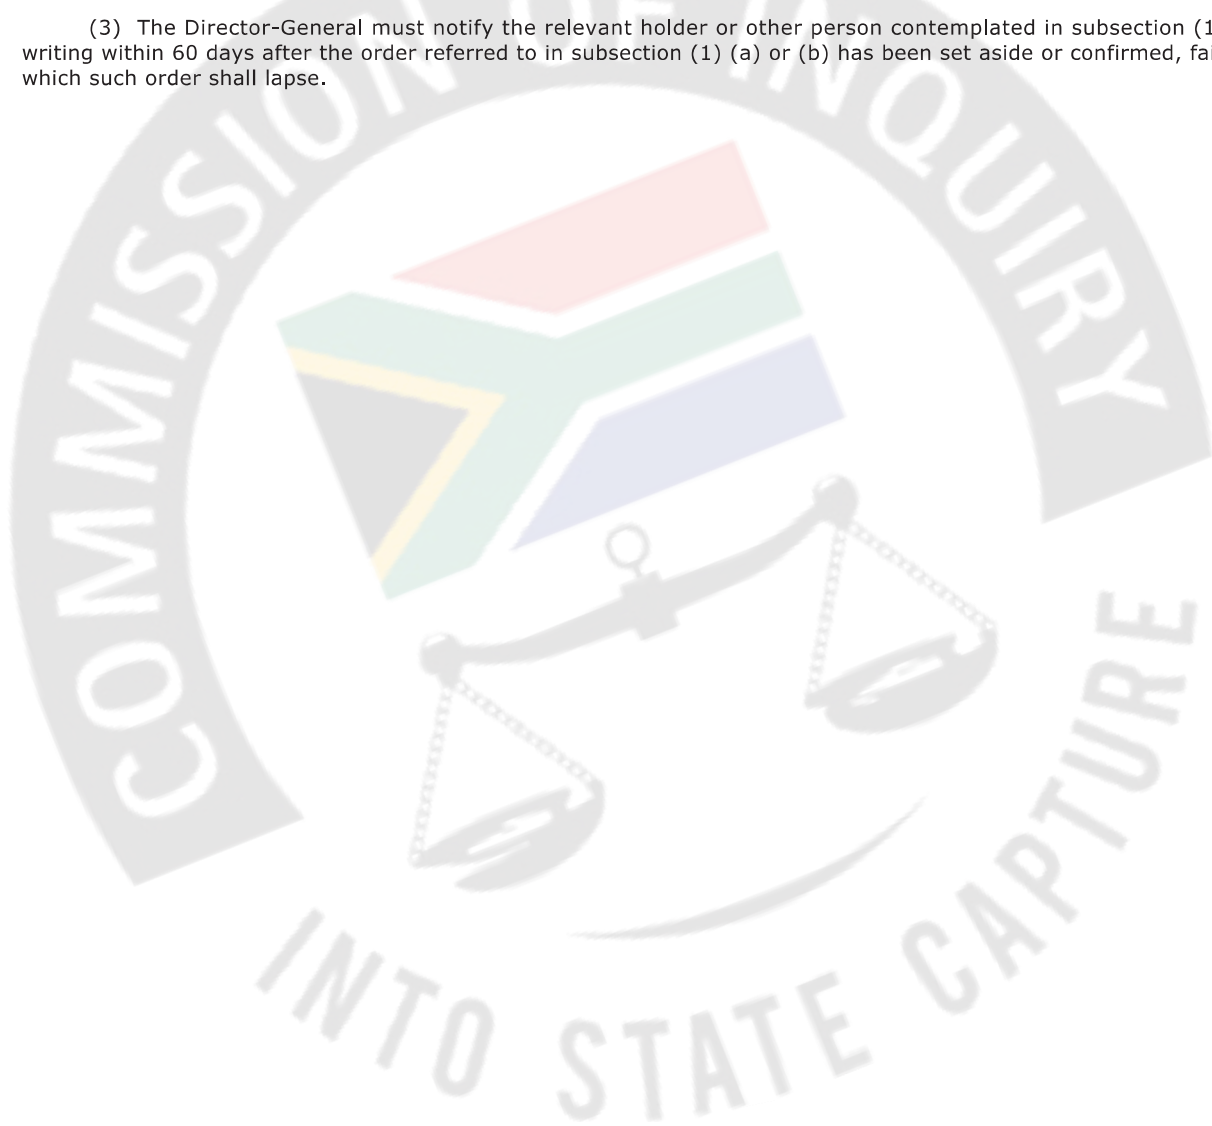 (3) The Director-General must notify the relevant holder or other person contemplated in subsection (1
writing within 60 days after the order referred to in subsection (1) (a) or (b) has been set aside or confirmed, fai
which such order shall lapse.
COMMISSION OF INQUIRY
INTO STATE CAPTURE